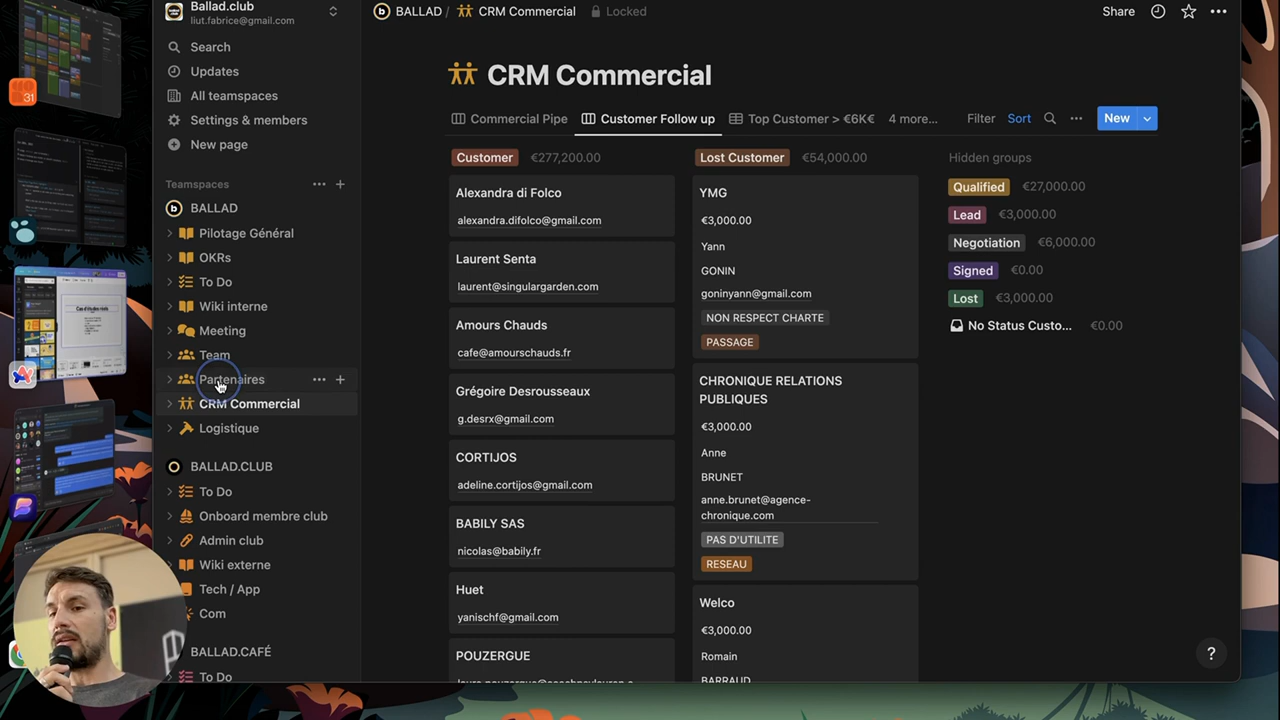 Ballad.club
liut.fabrice@gmail.com
Search
Updates
All teamspaces
Settings & members
New page
Teamspaces
BALLAD
Pilotage Général
OKRs
To Do
Wiki interne
Meeting
Team
Partenaires
CRM Commercial
Logistique
BALLAD.CLUB
To Do
Onboard membre club
Admin club
Wiki externe
Tech / App
Com
BALLAD.CAFÉ
To Do
BALLAD / CRM Commercial Locked
Share
CRM Commercial
Commercial Pipe Customer Follow up Top Customer > €6K€ 4 more... Filter Sort New
Customer €277,200.00
Alexandra di Folco
alexandra.difolco@gmail.com
Laurent Senta
laurent@singulargarden.com
Amours Chauds
cafe@amourschauds.fr
Grégoire Desrousseaux
g.desrx@gmail.com
CORTIJOS
adeline.cortijos@gmail.com
BABILY SAS
nicolas@babily.fr
Huet
yanischf@gmail.com
POUZERGUE
Lost Customer €54,000.00
YMG
€3,000.00
Yann
GONIN
goninyann@gmail.com
NON RESPECT CHARTE
PASSAGE
CHRONIQUE RELATIONS
PUBLIQUES
€3,000.00
Anne
BRUNET
anne.brunet@agence-
chronique.com
PAS D'UTILITE
RESEAU
Welco
€3,000.00
Romain
BARRAUD
Hidden groups
Qualified €27,000.00
Lead €3,000.00
Negotiation €6,000.00
Signed €0.00
Lost €3,000.00
No Status Custo... €0.00
?
31